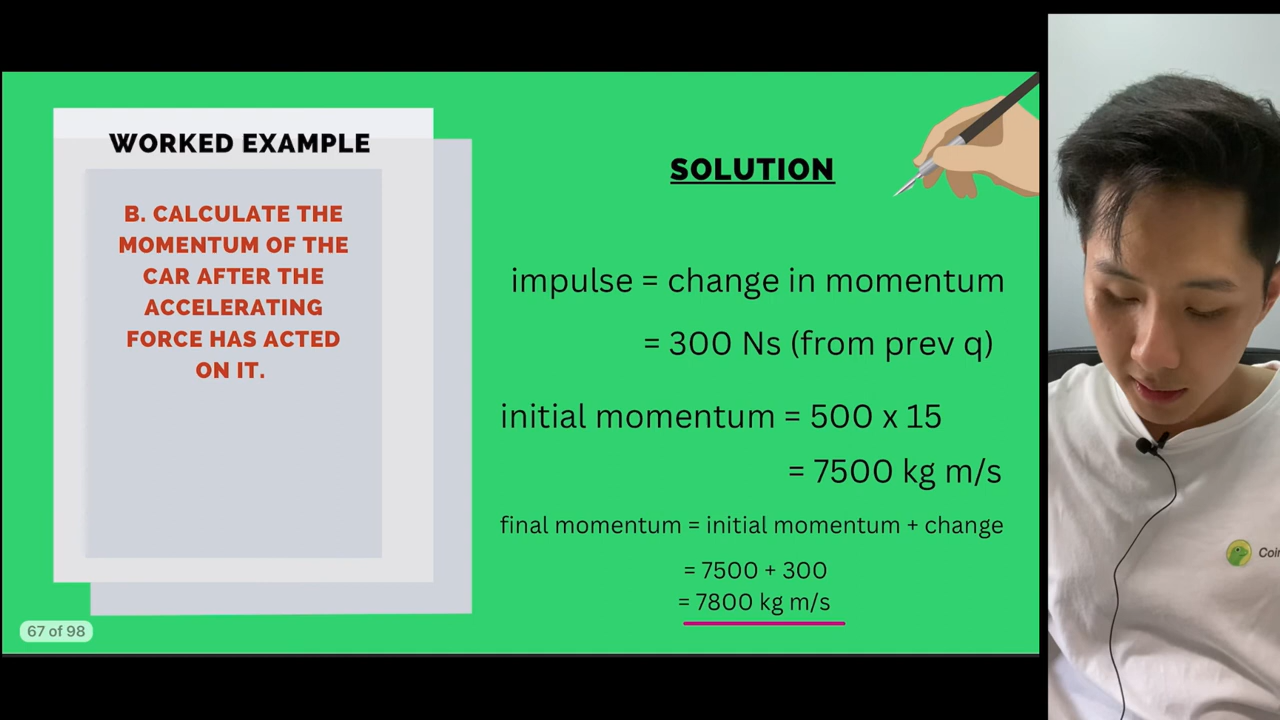 WORKED EXAMPLE
B. CALCULATE THE
MOMENTUM OF THE
CAR AFTER THE
ACCELERATING
FORCE HAS ACTED
ON IT.
SOLUTION
impulse = change in momentum
= 300 Ns (from prev q)
initial momentum = 500 x 15
= 7500 kg m/s
final momentum = initial momentum + change
= 7500 + 300
= 7800 kg m/s
67 of 98